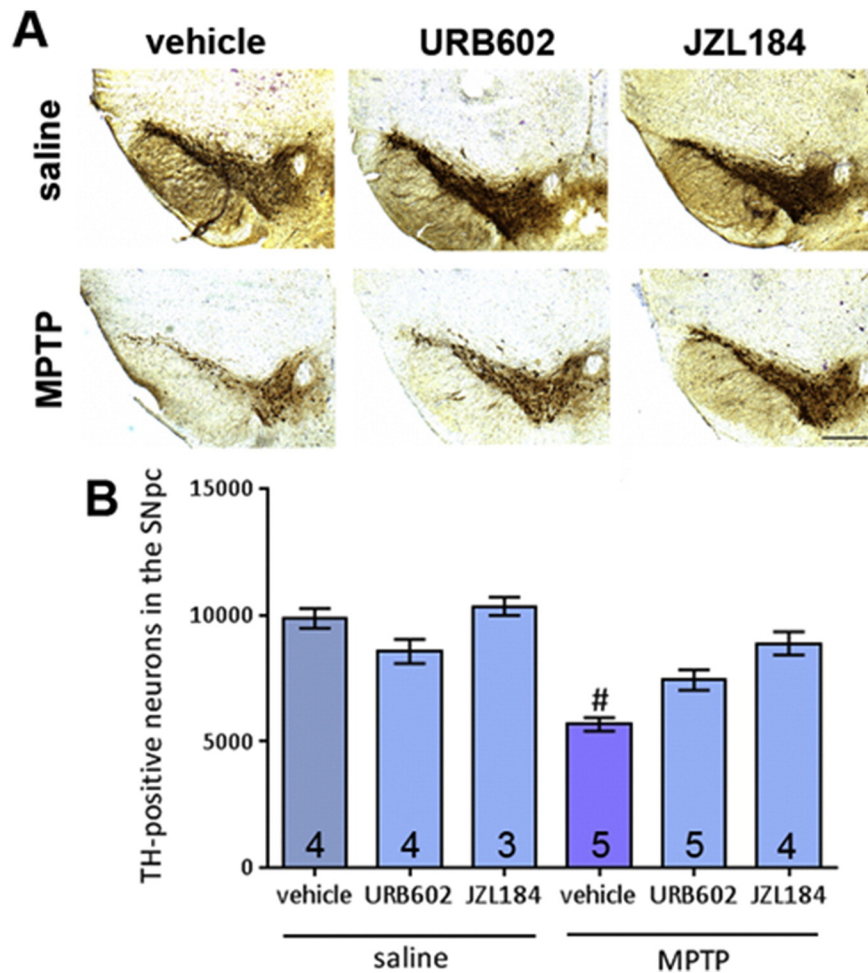 A
vehicle URB602 JZL184
saline
MPTP
B
TH-positive neurons in the SNpc
15000
10000
5000
0
#
4 4 3 5 5 4
vehicle URB602 JZL184 vehicle URB602 JZL184
saline MPTP